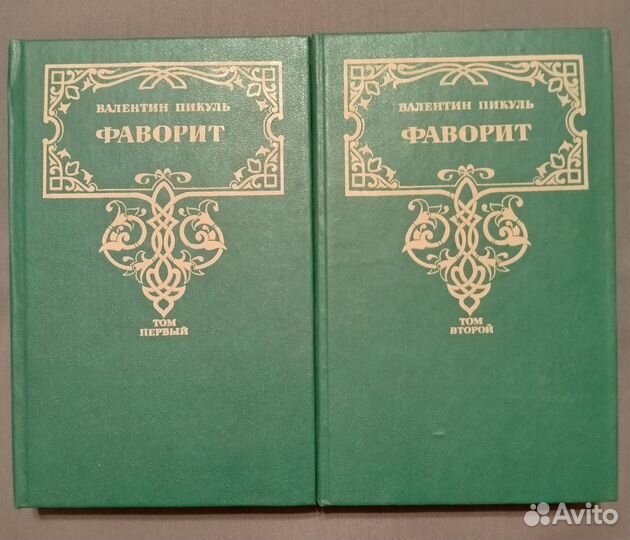 ВАЛЕНТИН ПИКУЛЬ
ФАВОРИТ
ТОМ
ПЕРВЫЙ
ВАЛЕНТИН ПИКУЛЬ
ФАВОРИТ
ТОМ
ВТОРОЙ
Avito